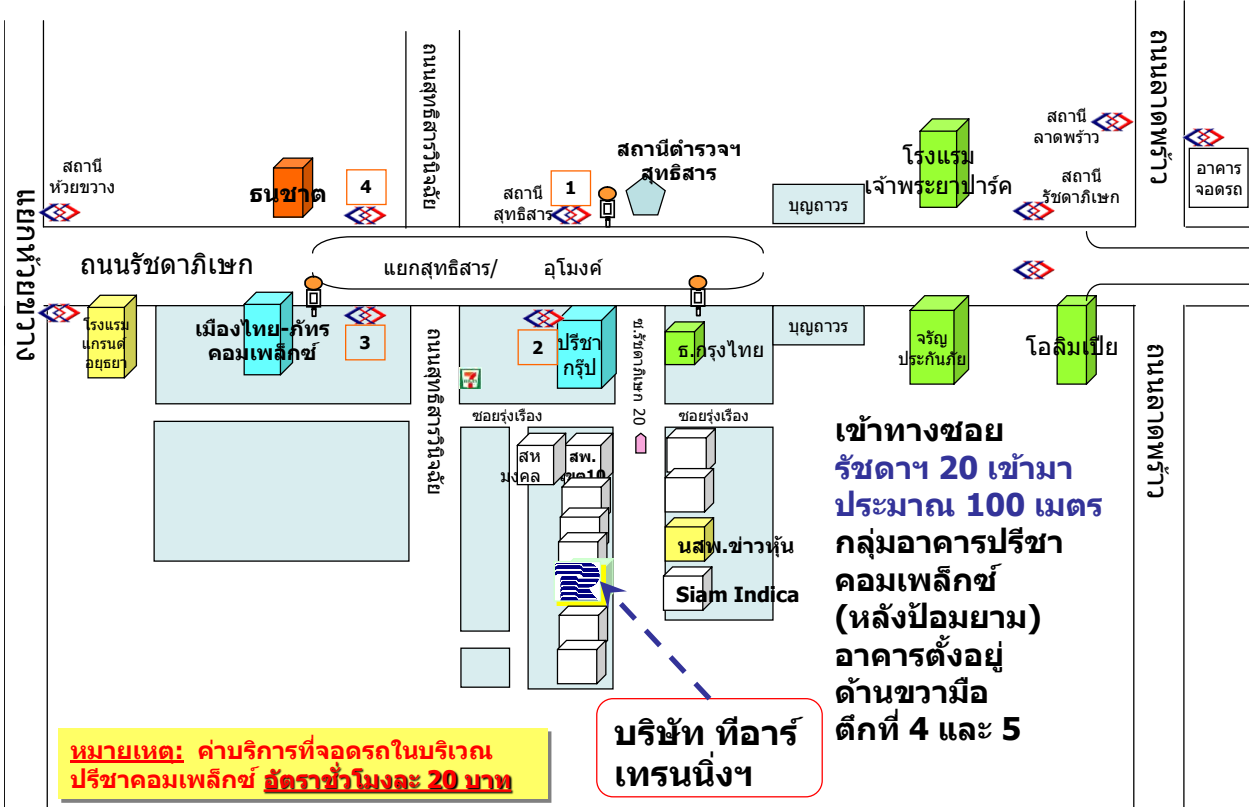 ถนนสุทธิสารวินิจฉัย
ถนนลาดพร้าว
สถานี
ลาดพร้าว
อาคาร
จอดรถ
สถานี
ห้วยขวาง
ธนชาต
4
สถานี
สุทธิสาร
1
สถานีตำรวจฯ
สุทธิสาร
บุญถาวร
โรงแรม
เจ้าพระยาปาร์ค
สถานี
รัชดาภิเษก
แยกห้วยขวาง
ถนนรัชดาภิเษก
แยกสุทธิสาร/
อุโมงค์
โรงแรม
แกรนด์
อยุธยา
เมืองไทย-ภัทร
คอมเพล็กซ์
3
ถนนสุทธิสารวินิจฉัย
7
2
ปรีชา
กรุ๊ป
ซ.รัชดาภิเษก 20
ธ.กรุงไทย
บุญถาวร
จรัญ
ประกันภัย
โอลิมเปีย
ถนนลาดพร้าว
ซอยรุ่งเรือง
ซอยรุ่งเรือง
สห
มงคล
สพ.
เขต10
นสพ.ข่าวหุ้น
Siam Indica
เข้าทางซอย
รัชดาฯ 20 เข้ามา
ประมาณ 100 เมตร
กลุ่มอาคารปรีชา
คอมเพล็กซ์
(หลังป้อมยาม)
อาคารตั้งอยู่
ด้านขวามือ
ตึกที่ 4 และ 5
บริษัท ทีอาร์
เทรนนิ่งฯ
หมายเหตุ: ค่าบริการที่จอดรถในบริเวณ
ปรีชาคอมเพล็กซ์ อัตราชั่วโมงละ 20 บาท